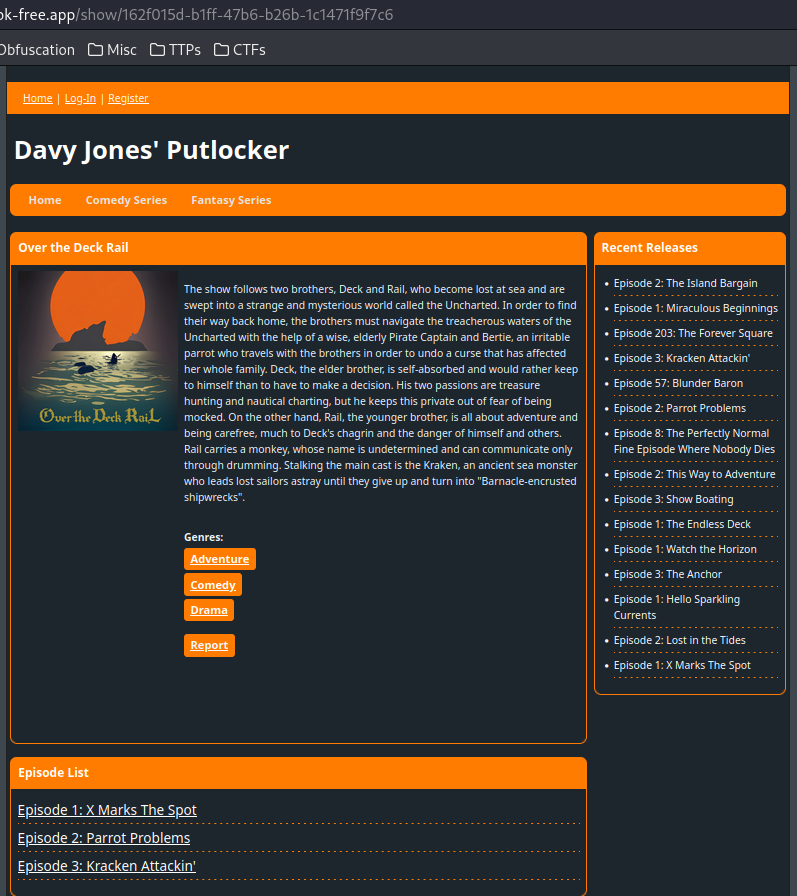 ok-free.app/show/162f015d-b1ff-47b6-b26b-1c1471f9f7c6
Obfuscation Misc TTPs CTFs
Home | Log-In | Register
Davy Jones' Putlocker
Home Comedy Series Fantasy Series
Over the Deck Rail
Over the Deck Rail
The show follows two brothers, Deck and Rail, who become lost at sea and are
swept into a strange and mysterious world called the Uncharted. In order to find
their way back home, the brothers must navigate the treacherous waters of the
Uncharted with the help of a wise, elderly Pirate Captain and Bertie, an irritable
parrot who travels with the brothers in order to undo a curse that has affected
her whole family. Deck, the elder brother, is self-absorbed and would rather keep
to himself than to have to make a decision. His two passions are treasure
hunting and nautical charting, but he keeps this private out of fear of being
mocked. On the other hand, Rail, the younger brother, is all about adventure and
being carefree, much to Deck's chagrin and the danger of himself and others.
Rail carries a monkey, whose name is undetermined and can communicate only
through drumming. Stalking the main cast is the Kraken, an ancient sea monster
who leads lost sailors astray until they give up and turn into "Barnacle-encrusted
shipwrecks".
Genres:
Adventure
Comedy
Drama
Report
Recent Releases
Episode 2: The Island Bargain
Episode 1: Miraculous Beginnings
Episode 203: The Forever Square
Episode 3: Kracken Attackin'
Episode 57: Blunder Baron
Episode 2: Parrot Problems
Episode 8: The Perfectly Normal
Fine Episode Where Nobody Dies
Episode 2: This Way to Adventure
Episode 3: Show Boating
Episode 1: The Endless Deck
Episode 1: Watch the Horizon
Episode 3: The Anchor
Episode 1: Hello Sparkling
Currents
Episode 2: Lost in the Tides
Episode 1: X Marks The Spot
Episode List
Episode 1: X Marks The Spot
Episode 2: Parrot Problems
Episode 3: Kracken Attackin'